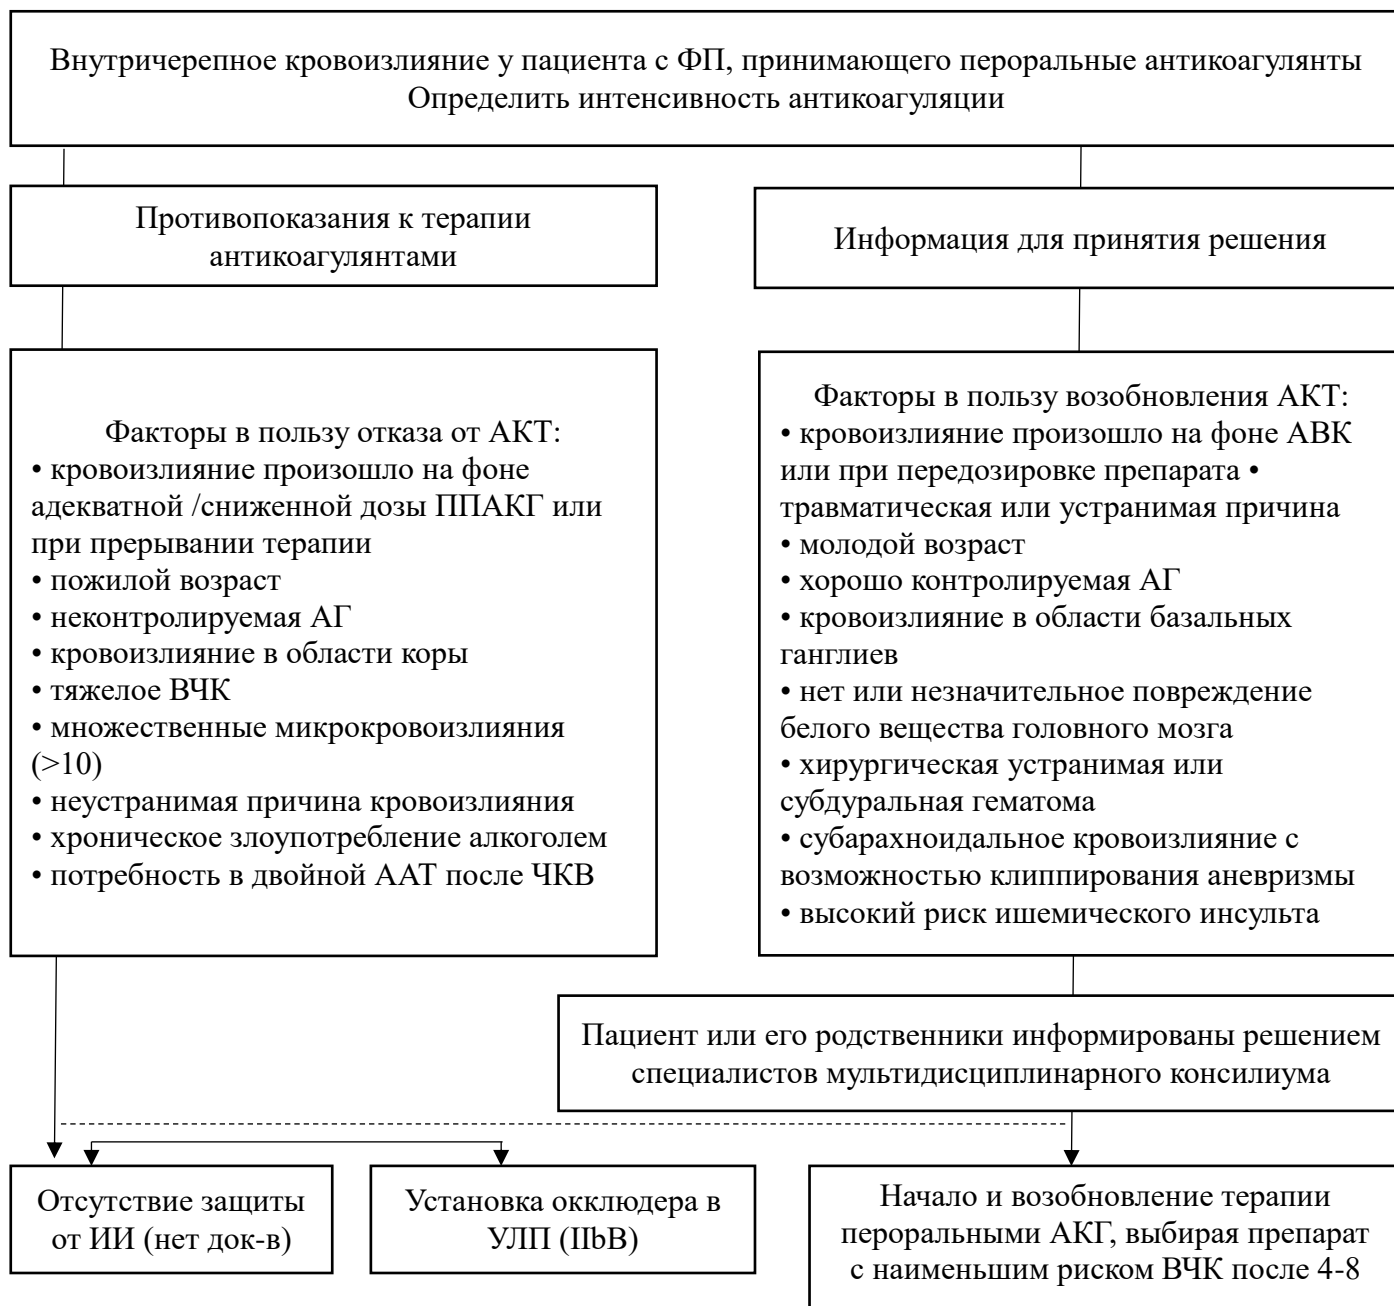 Внутричерепное кровоизлияние у пациента с ФП, принимающего пероральные антикоагулянты
Определить интенсивность антикоагуляции
Противопоказания к терапии
антикоагулянтами
Информация для принятия решения
Факторы в пользу отказа от АКТ:
• кровоизлияние произошло на фоне
адекватной /сниженной дозы ППАКГ или
при прерывании терапии
• пожилой возраст
• неконтролируемая АГ
• кровоизлияние в области коры
• тяжелое ВЧК
• множественные микрокровоизлияния
(>10)
• неустранимая причина кровоизлияния
• хроническое злоупотребление алкоголем
• потребность в двойной ААТ после ЧКВ
Факторы в пользу возобновления АКТ:
• кровоизлияние произошло на фоне АВК
или при передозировке препарата •
травматическая или устранимая причина
• молодой возраст
• хорошо контролируемая АГ
• кровоизлияние в области базальных
ганглиев
• нет или незначительное повреждение
белого вещества головного мозга
• хирургическая устранимая или
субдуральная гематома
• субарахноидальное кровоизлияние с
возможностью клиппирования аневризмы
• высокий риск ишемического инсульта
Пациент или его родственники информированы решением
специалистов мультидисциплинарного консилиума
Отсутствие защиты
от ИИ (нет док-в)
Установка окклюдера в
УЛП (IIbB)
Начало и возобновление терапии
пероральными АКГ, выбирая препарат
с наименьшим риском ВЧК после 4-8